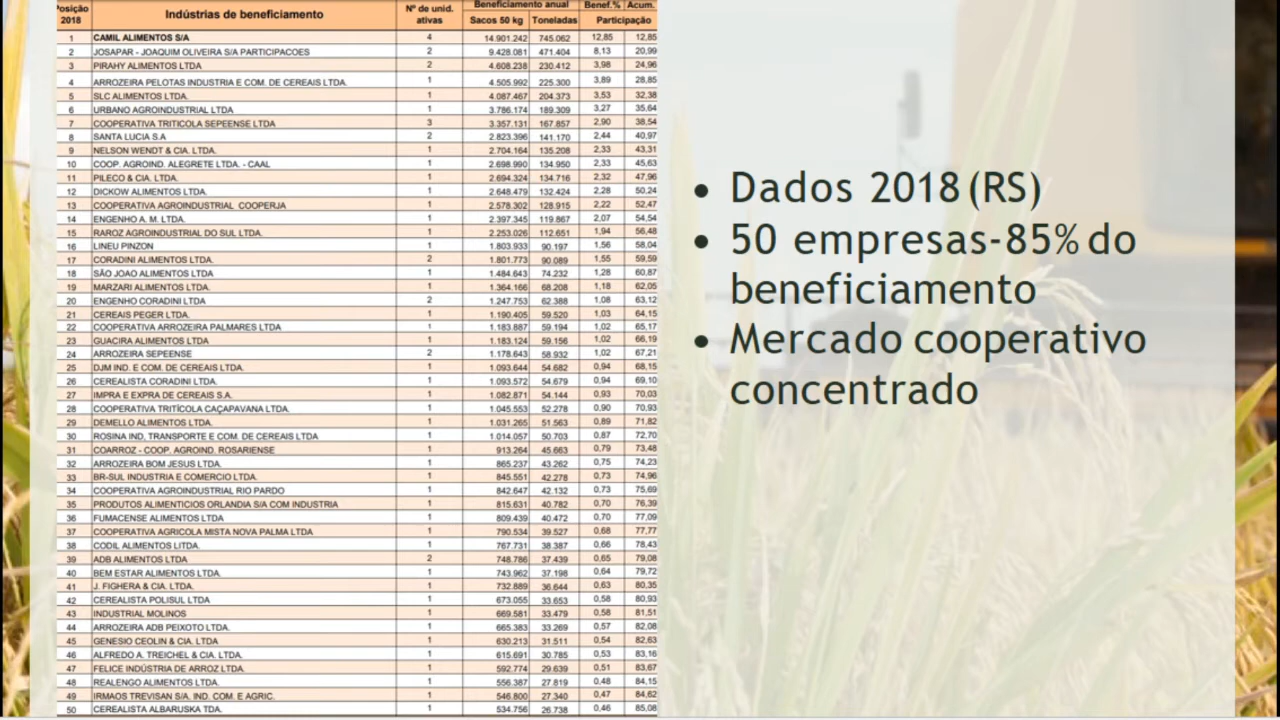 Posição 2018 Indústrias de beneficiamento Nº de unid. ativas Beneficiamento anual Benef.% Acum.
Sacos 50 kg Toneladas Participação
1 CAMIL ALIMENTOS S/A 4 14.901.242 745.062 12,85 12,85
2 JOSAPAR - JOAQUIM OLIVEIRA S/A PARTICIPACOES 2 9.428.081 471.404 8,13 20,99
3 PIRAHY ALIMENTOS LTDA 2 4.608.238 230.412 3,98 24,96
4 ARROZEIRA PELOTAS INDUSTRIA E COM. DE CEREAIS LTDA. 1 4.505.992 225.300 3,89 28,85
5 SLC ALIMENTOS LTDA. 1 4.087.467 204.373 3,53 32,38
6 URBANO AGROINDUSTRIAL LTDA 1 3.786.174 189.309 3,27 35,64
7 COOPERATIVA TRITICOLA SEPEENSE LTDA 3 3.357.131 167.857 2,90 38,54
8 SANTA LUCIA S.A 2 2.823.396 141.170 2,44 40,97
9 NELSON WENDT & CIA. LTDA. 1 2.704.164 135.208 2,33 43,31
10 COOP. AGROIND. ALEGRETE LTDA. - CAAL 1 2.698.990 134.950 2,33 45,63
11 PILECO & CIA. LTDA. 1 2.694.324 134.716 2,32 47,96
12 DICKOW ALIMENTOS LTDA. 1 2.648.479 132.424 2,28 50,24
13 COOPERATIVA AGROINDUSTRIAL COOPERJA 1 2.578.302 128.915 2,22 52,47
14 ENGENHO A. M. LTDA. 1 2.397.345 119.867 2,07 54,54
15 RAROZ AGROINDUSTRIAL DO SUL LTDA. 1 2.253.026 112.651 1,94 56,48
16 LINEU PINZON 1 1.803.933 90.197 1,56 58,04
17 CORADINI ALIMENTOS LTDA. 2 1.801.773 90.089 1,55 59,59
18 SÃO JOAO ALIMENTOS LTDA 1 1.484.643 74.232 1,28 60,87
19 MARZARI ALIMENTOS LTDA. 1 1.364.166 68.208 1,18 62,05
20 ENGENHO CORADINI LTDA 2 1.247.753 62.388 1,08 63,12
21 CEREAIS PEGER LTDA. 1 1.190.405 59.520 1,03 64,15
22 COOPERATIVA ARROZEIRA PALMARES LTDA 1 1.183.887 59.194 1,02 65,17
23 GUACIRA ALIMENTOS LTDA 1 1.183.124 59.156 1,02 66,19
24 ARROZEIRA SEPEENSE 2 1.178.643 58.932 1,02 67,21
25 DJM IND. E COM. DE CEREAIS LTDA. 1 1.093.644 54.682 0,94 68,15
26 CEREALISTA CORADINI LTDA. 1 1.093.572 54.679 0,94 69,10
27 IMPRA E EXPRA DE CEREAIS S.A. 1 1.082.871 54.144 0,93 70,03
28 COOPERATIVA TRITÍCOLA CAÇAPAVANA LTDA. 1 1.045.553 52.278 0,90 70,93
29 DEMELLO ALIMENTOS LTDA. 1 1.031.265 51.563 0,89 71,82
30 ROSINA IND, TRANSPORTE E COM. DE CEREAIS LTDA 1 1.014.057 50.703 0,87 72,70
31 COARROZ - COOP. AGROIND. ROSARIENSE 1 913.264 45.663 0,79 73,48
32 ARROZEIRA BOM JESUS LTDA. 1 865.237 43.262 0,75 74,23
33 BR-SUL INDUSTRIA E COMERCIO LTDA. 1 845.551 42.278 0,73 74,96
34 COOPERATIVA AGROINDUSTRIAL RIO PARDO 1 842.647 42.132 0,73 75,69
35 PRODUTOS ALIMENTICIOS ORLANDIA S/A COM INDUSTRIA 1 815.631 40.782 0,70 76,39
36 FUMACENSE ALIMENTOS LTDA 1 809.439 40.472 0,70 77,09
37 COOPERATIVA AGRICOLA MISTA NOVA PALMA LTDA 1 790.534 39.527 0,68 77,77
38 CODIL ALIMENTOS LITDA. 1 767.731 38.387 0,66 78,43
39 ADB ALIMENTOS LTDA 2 748.786 37.439 0,65 79,08
40 BEM ESTAR ALIMENTOS LTDA. 1 743.962 37.198 0,64 79,72
41 J. FIGHERA & CIA. LTDA. 1 732.889 36.644 0,63 80,35
42 CEREALISTA POLISUL LTDA 1 673.055 33.653 0,58 80,93
43 INDUSTRIAL MOLINOS 1 669.581 33.479 0,58 81,51
44 ARROZEIRA ADB PEIXOTO LTDA. 1 665.383 33.269 0,57 82,08
45 GENESIO CEOLIN & CIA. LTDA 1 630.213 31.511 0,54 82,63
46 ALFREDO A. TREICHEL & CIA. LTDA. 1 615.691 30.785 0,53 83,16
47 FELICE INDÚSTRIA DE ARROZ LTDA. 1 592.774 29.639 0,51 83,67
48 REALENGO ALIMENTOS LTDA. 1 556.387 27.819 0,48 84,15
49 IRMAOS TREVISAN S/A. IND. COM. E AGRIC. 1 546.800 27.340 0,47 84,62
50 CEREALISTA ALBARUSKA TDA. 1 534.756 26.738 0,46 85,08
• Dados 2018 (RS)
• 50 empresas-85% do
beneficiamento
• Mercado cooperativo
concentrado